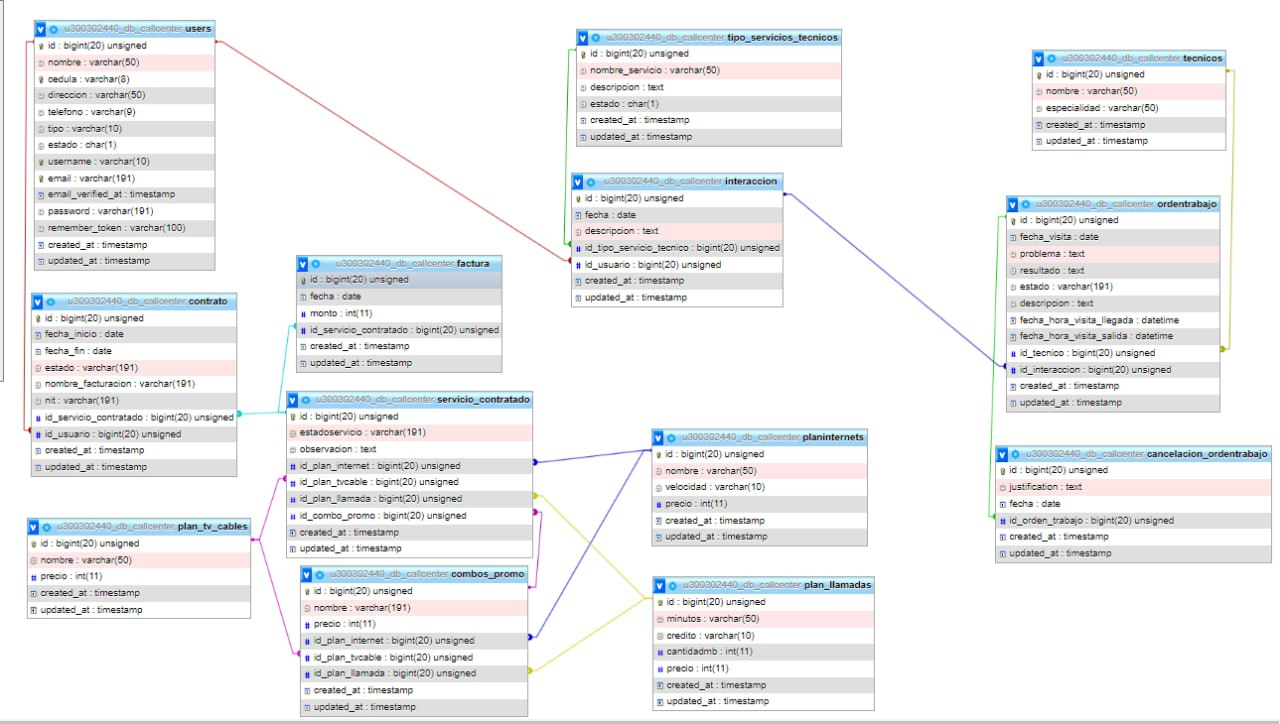 u300302440_db_callcenter users
id : bigint(20) unsigned
nombre : varchar(50)
cedula : varchar(8)
direccion : varchar(50)
telefono : varchar(9)
tipo : varchar(10)
estado : char(1)
username : varchar(10)
email : varchar(191)
email_verified_at : timestamp
password : varchar(191)
remember_token : varchar(100)
created_at : timestamp
updated_at : timestamp
u300302440_db_callcenter contrato
id : bigint(20) unsigned
fecha_inicio : date
fecha_fin : date
estado : varchar(191)
nombre_facturacion : varchar(191)
nit : varchar(191)
id_servicio_contratado : bigint(20) unsigned
id_usuario : bigint(20) unsigned
created_at : timestamp
updated_at : timestamp
u300302440_db_callcenter plan_tv_cables
id : bigint(20) unsigned
nombre : varchar(50)
precio : int(11)
created_at : timestamp
updated_at : timestamp
u300302440_db_callcenter factura
id : bigint(20) unsigned
fecha : date
monto : int(11)
id_servicio_contratado : bigint(20) unsigned
created_at : timestamp
updated_at : timestamp
u300302440_db_callcenter servicio_contratado
id : bigint(20) unsigned
estadoservicio : varchar(191)
observacion : text
id_plan_internet : bigint(20) unsigned
id_plan_tvcable : bigint(20) unsigned
id_plan_llamada : bigint(20) unsigned
id_combo_promo : bigint(20) unsigned
created_at : timestamp
updated_at : timestamp
u300302440_db_callcenter combos_promo
id : bigint(20) unsigned
nombre : varchar(191)
precio : int(11)
id_plan_internet : bigint(20) unsigned
id_plan_tvcable : bigint(20) unsigned
id_plan_llamada : bigint(20) unsigned
created_at : timestamp
updated_at : timestamp
u300302440_db_callcenter tipo_servicios_tecnicos
id : bigint(20) unsigned
nombre_servicio : varchar(50)
descripcion : text
estado : char(1)
created_at : timestamp
updated_at : timestamp
u300302440_db_callcenter interaccion
id : bigint(20) unsigned
fecha : date
descripcion : text
id_tipo_servicio_tecnico : bigint(20) unsigned
id_usuario : bigint(20) unsigned
created_at : timestamp
updated_at : timestamp
u300302440_db_callcenter planinternets
id : bigint(20) unsigned
nombre : varchar(50)
velocidad : varchar(10)
precio : int(11)
created_at : timestamp
updated_at : timestamp
u300302440_db_callcenter plan_llamadas
id : bigint(20) unsigned
minutos : varchar(50)
credito : varchar(10)
cantidadmb : int(11)
precio : int(11)
created_at : timestamp
updated_at : timestamp
u300302440_db_callcenter tecnicos
id : bigint(20) unsigned
nombre : varchar(50)
especialidad : varchar(50)
created_at : timestamp
updated_at : timestamp
u300302440_db_callcenter ordentrabajo
id : bigint(20) unsigned
fecha_visita : date
problema : text
resultado : text
estado : varchar(191)
descripcion : text
fecha_hora_visita_llegada : datetime
fecha_hora_visita_salida : datetime
id_tecnico : bigint(20) unsigned
id_interaccion : bigint(20) unsigned
created_at : timestamp
updated_at : timestamp
u300302440_db_callcenter cancelacion_ordentrabajo
id : bigint(20) unsigned
justification : text
fecha : date
id_orden_trabajo : bigint(20) unsigned
created_at : timestamp
updated_at : timestamp